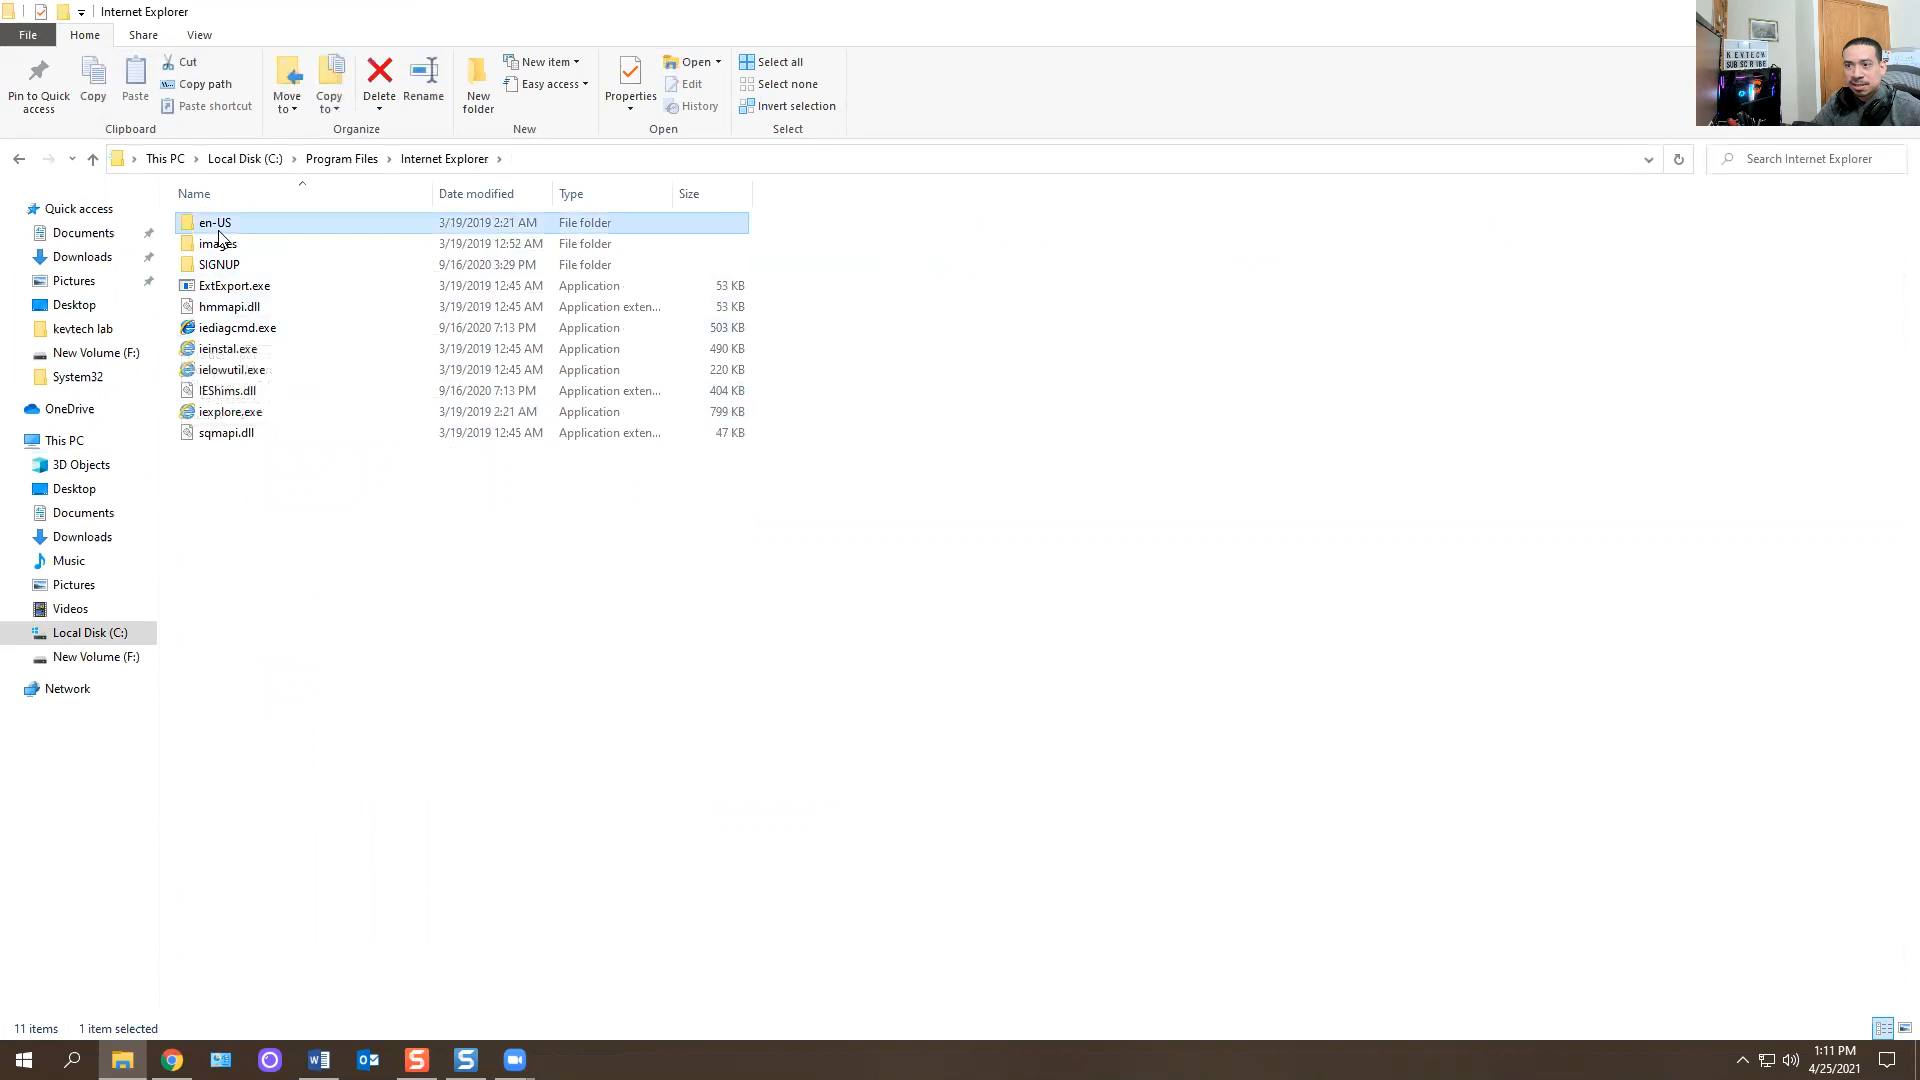 Internet Explorer
File Home Share View
Pin to Quick access
Copy
Paste
Cut
Copy path
Paste shortcut
Clipboard
Move to
Copy to
Delete
Rename
Organize
New folder
New item
Easy access
New
Properties
Open
Edit
History
Open
Select all
Select none
Invert selection
Select
KEVTECH
SUBSCRIBE
This PC Local Disk (C:) Program Files Internet Explorer
Search Internet Explorer
Name Date modified Type Size
en-US 3/19/2019 2:21 AM File folder
images 3/19/2019 12:52 AM File folder
SIGNUP 9/16/2020 3:29 PM File folder
ExtExport.exe 3/19/2019 12:45 AM Application 53 KB
hmmapi.dll 3/19/2019 12:45 AM Application exten... 53 KB
iediagcmd.exe 9/16/2020 7:13 PM Application 503 KB
ieinstal.exe 3/19/2019 12:45 AM Application 490 KB
ielowutil.exe 3/19/2019 12:45 AM Application 220 KB
IEShims.dll 9/16/2020 7:13 PM Application exten... 404 KB
iexplore.exe 3/19/2019 2:21 AM Application 799 KB
sqmapi.dll 3/19/2019 12:45 AM Application exten... 47 KB
Quick access
Documents
Downloads
Pictures
Desktop
kevtech lab
New Volume (F:)
System32
OneDrive
This PC
3D Objects
Desktop
Documents
Downloads
Music
Pictures
Videos
Local Disk (C:)
New Volume (F:)
Network
11 items 1 item selected
1:11 PM
4/25/2021